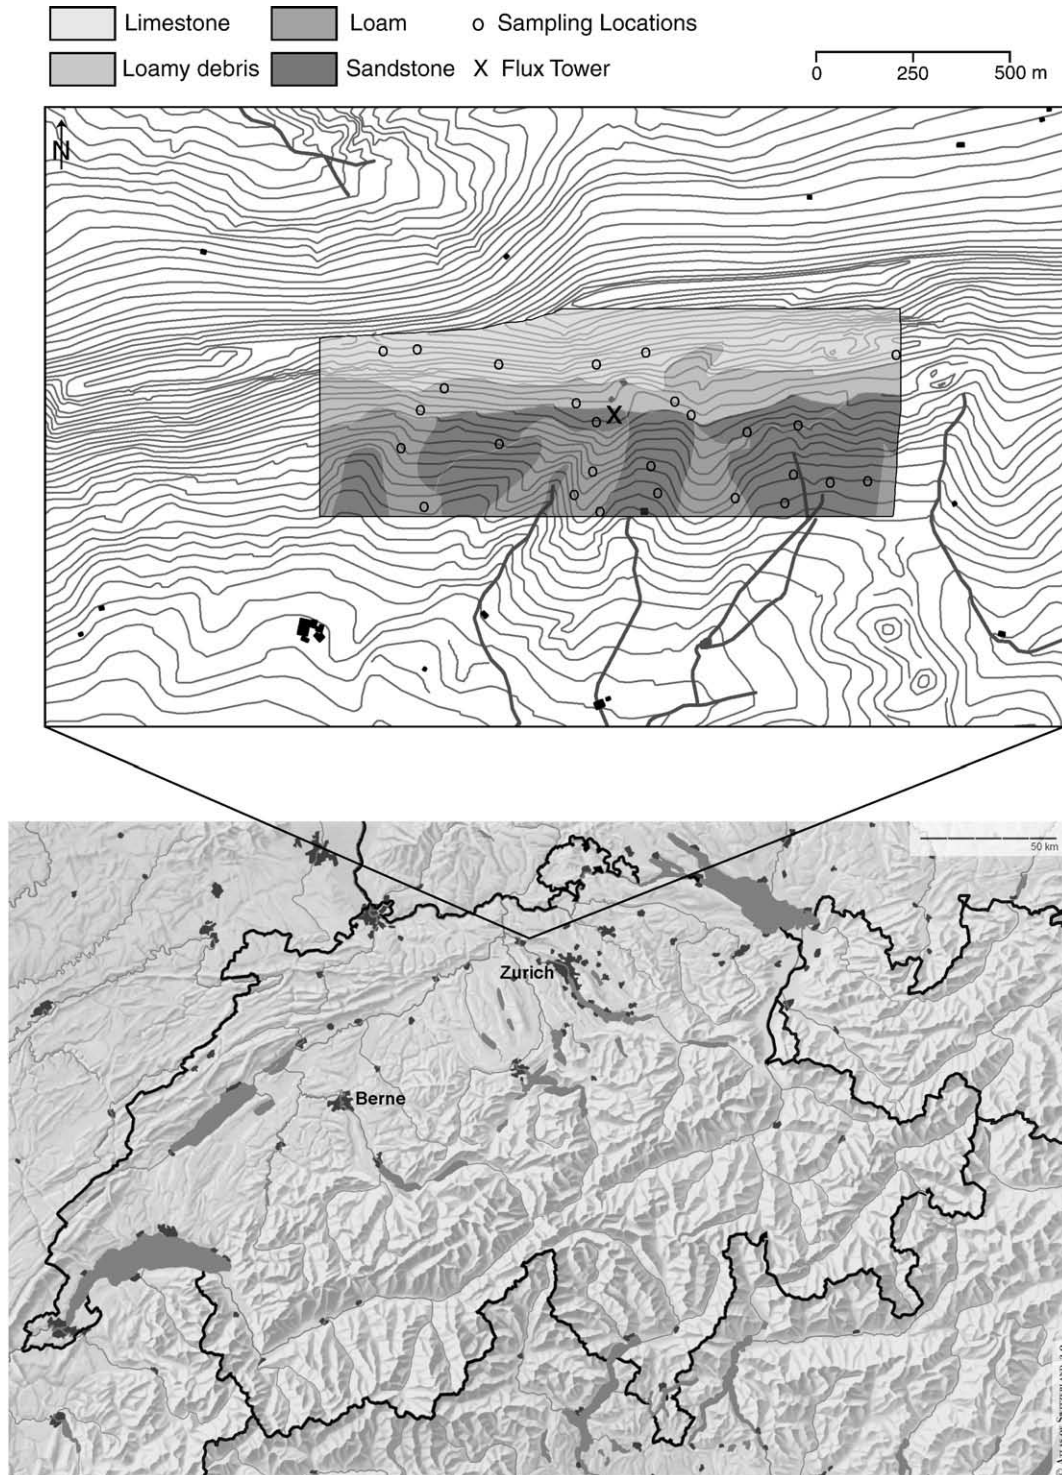 Limestone Loam o Sampling Locations
Loamy debris Sandstone X Flux Tower
0 250 500 m
N
X
50 km
Zurich
Berne